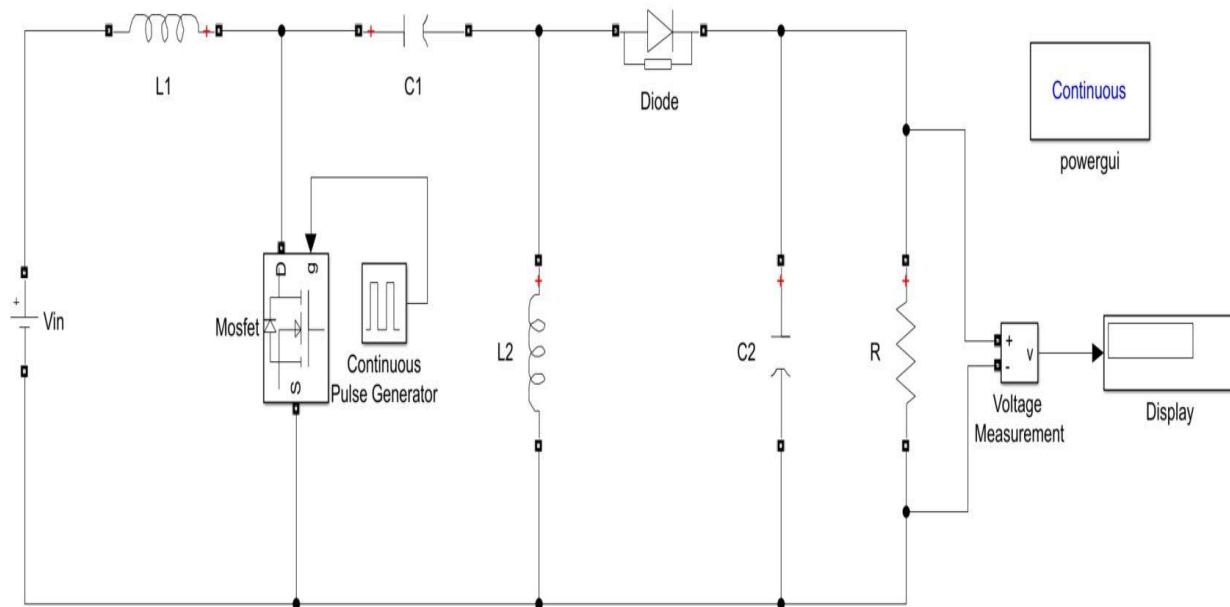 L1
C1
Diode
Continuous
powergui
+
Vin
D
g
S
Mosfet
Continuous
Pulse Generator
L2
C2
R
+
-
v
Voltage
Measurement
Display